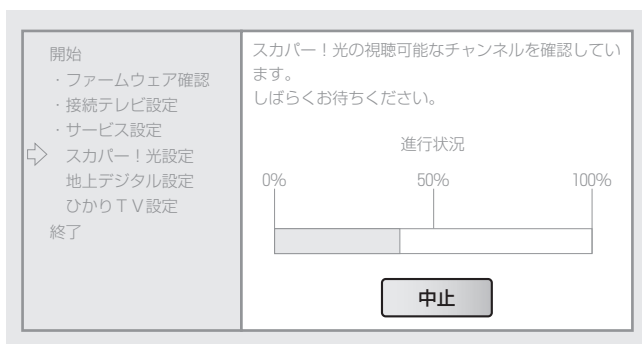 開始
・ファームウェア確認
・接続テレビ設定
・サービス設定
スカパー！光設定
地上デジタル設定
ひかりＴＶ設定
終了
スカパー！光の視聴可能なチャンネルを確認してい
ます。
しばらくお待ちください。
進行状況
0% 50% 100%
中止